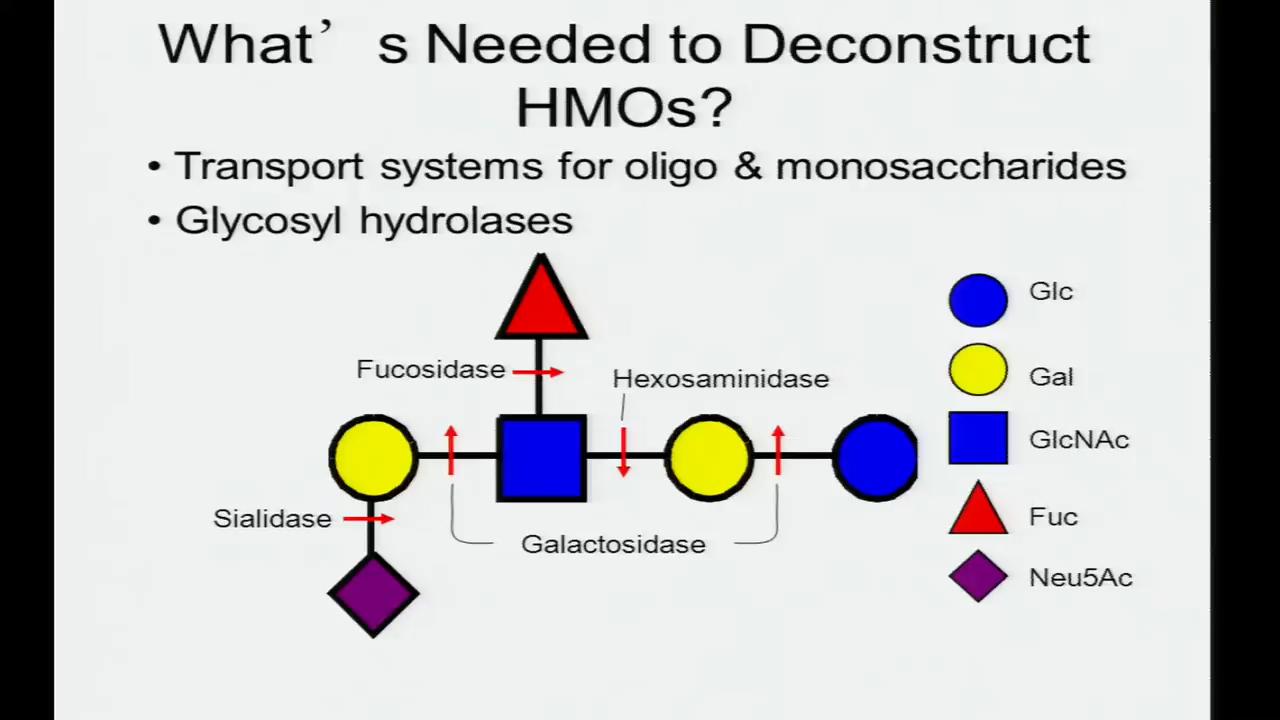 What’ s Needed to Deconstruct
HMOs?
• Transport systems for oligo & monosaccharides
• Glycosyl hydrolases
Glc
Fucosidase
Hexosaminidase
Gal
GlcNAc
Sialidase
Galactosidase
Fuc
Neu5Ac